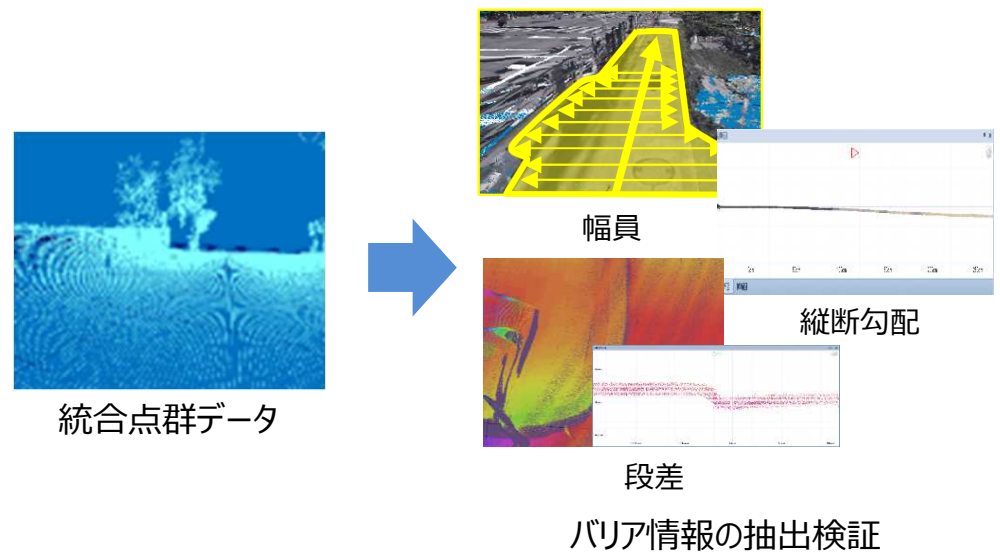 幅員
縦断勾配
統合点群データ
段差
バリア情報の抽出検証